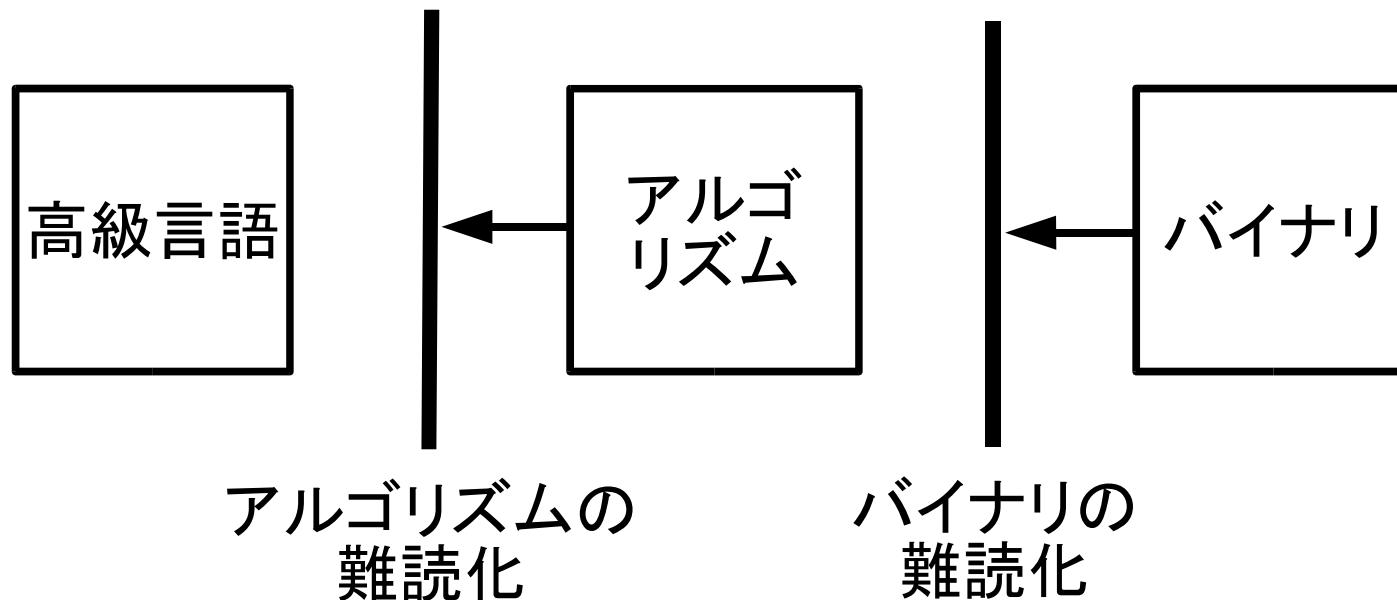 高級言語
アルゴ
リズム
バイナリ
アルゴリズムの
難読化
バイナリの
難読化